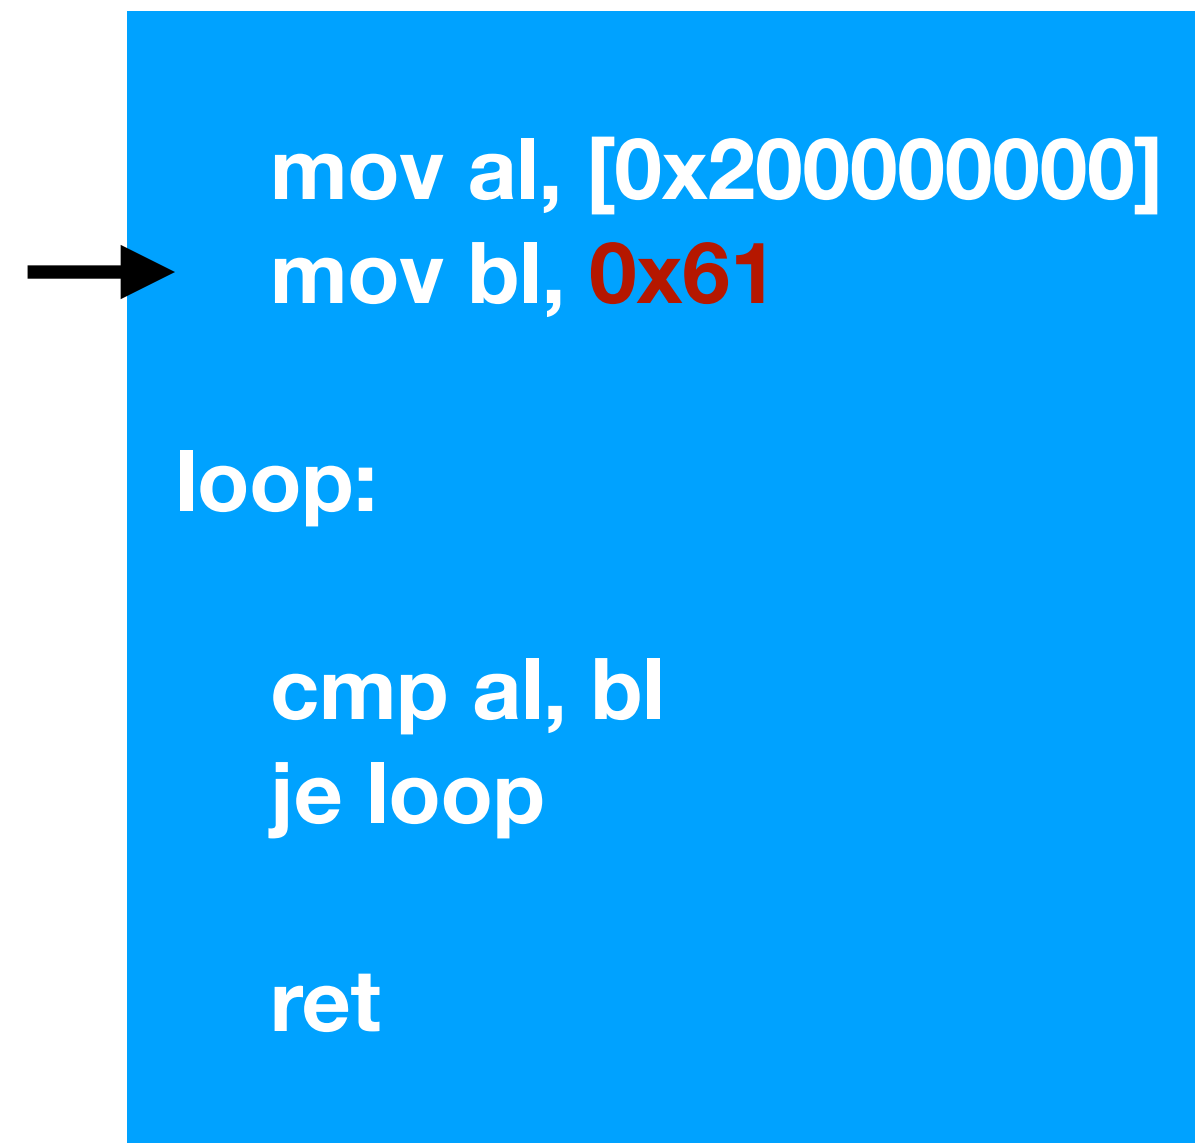 mov al, [0x200000000]
mov bl, 0x61
loop:
cmp al, bl
je loop
ret